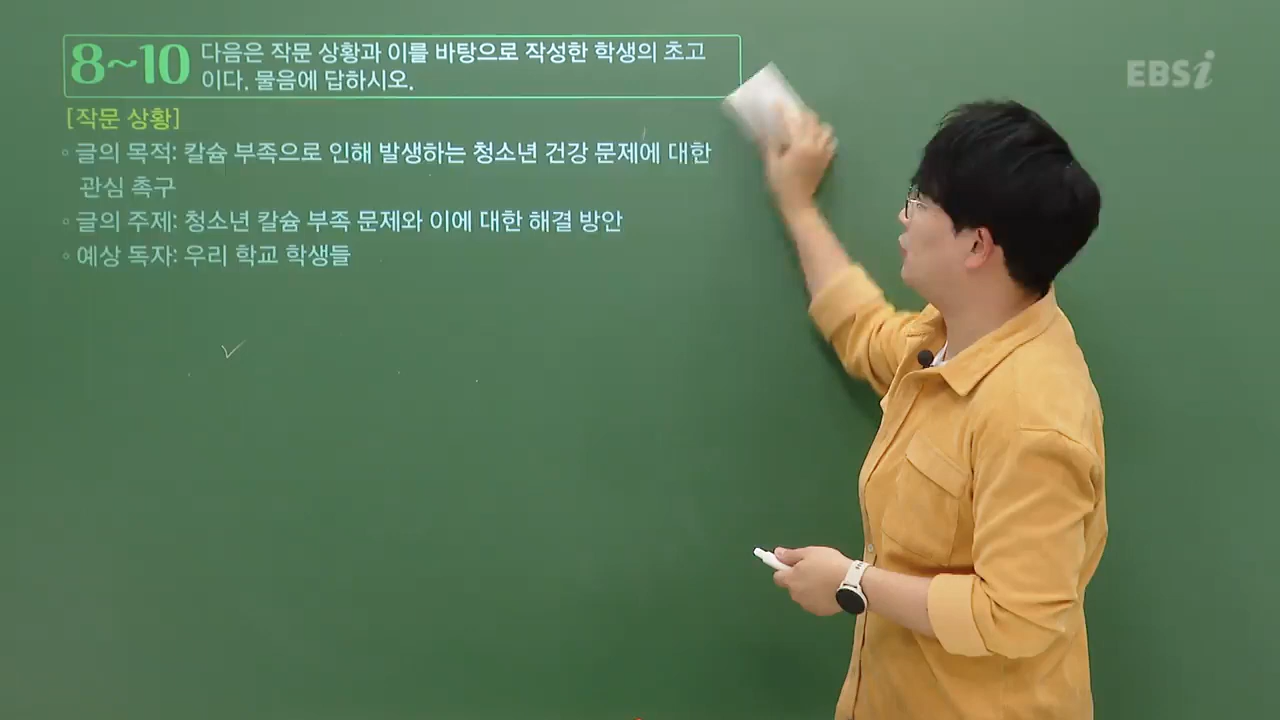 8~10 다음은 작문 상황과 이를 바탕으로 작성한 학생의 초고
이다. 물음에 답하시오.
EBSi
[작문 상황]
◦ 글의 목적: 칼슘 부족으로 인해 발생하는 청소년 건강 문제에 대한
관심 촉구
◦ 글의 주제: 청소년 칼슘 부족 문제와 이에 대한 해결 방안
◦ 예상 독자: 우리 학교 학생들